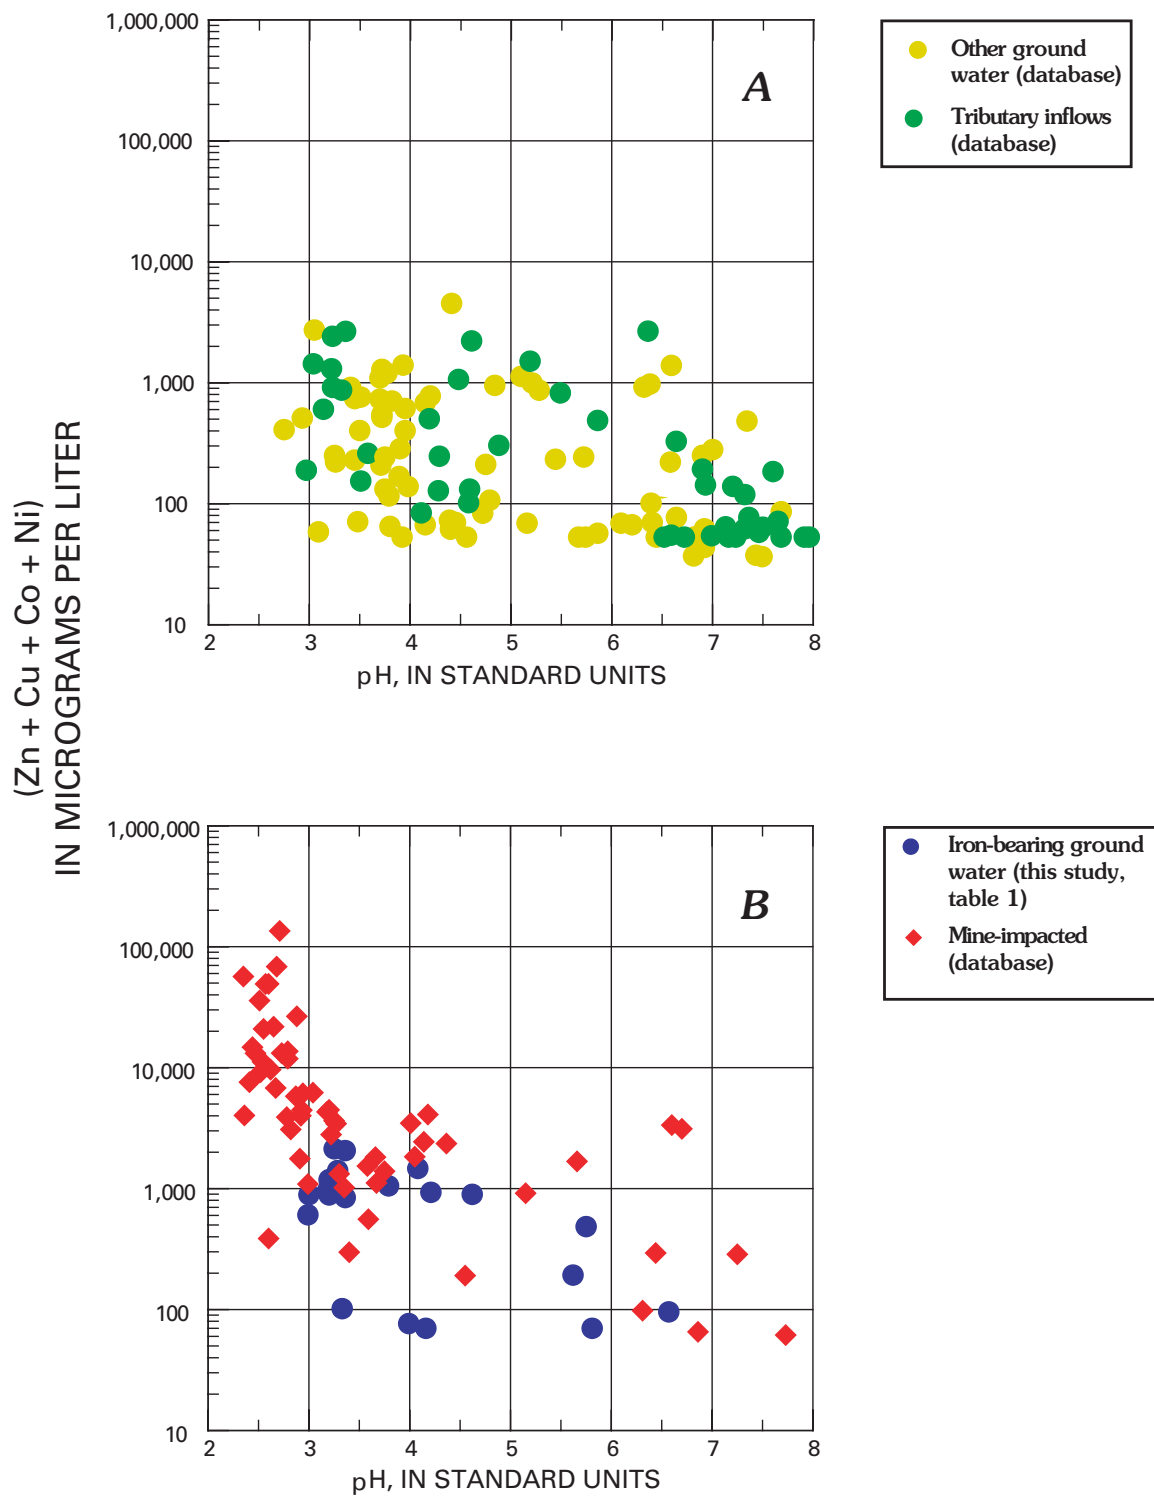 (Zn + Cu + Co + Ni)
IN MICROGRAMS PER LITER
1,000,000
100,000
10,000
1,000
100
10
2 3 4 5 6 7 8
pH, IN STANDARD UNITS
A
Other ground
water (database)
Tributary inflows
(database)
1,000,000
100,000
10,000
1,000
100
10
2 3 4 5 6 7 8
pH, IN STANDARD UNITS
B
Iron-bearing ground
water (this study,
table 1)
Mine-impacted
(database)